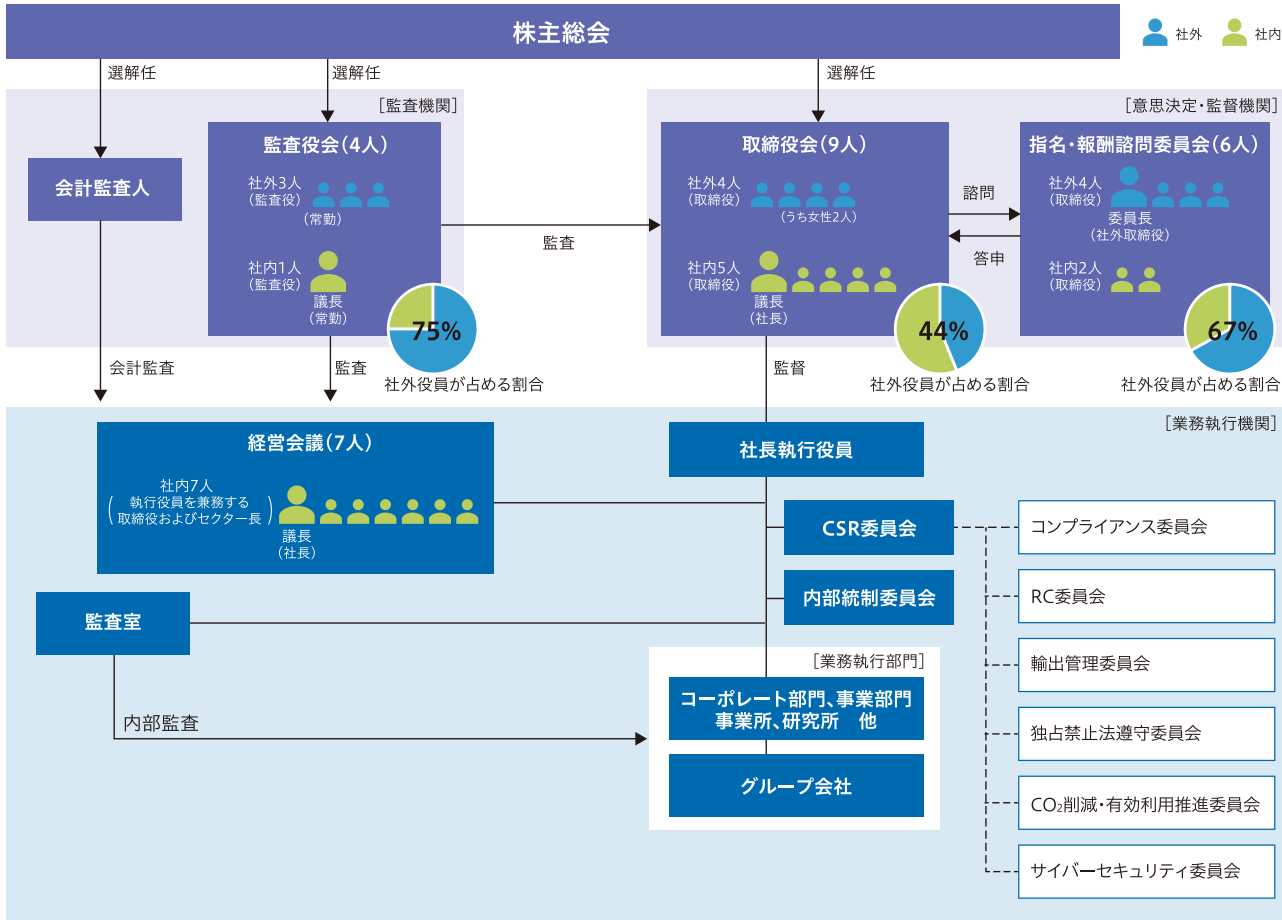 株主総会
社外
社内
選解任
選解任
選解任
[監査機関]
[意思決定・監督機関]
会計監査人
監査役会(4人)
社外3人
(監査役)
(常勤)
社内1人
(監査役)
議長
(常勤)
75%
社外役員が占める割合
監査
取締役会(9人)
社外4人
(取締役)
(うち女性2人)
社内5人
(取締役)
議長
(社長)
44%
社外役員が占める割合
諮問
答申
指名・報酬諮問委員会(6人)
社外4人
(取締役)
委員長
(社外取締役)
社内2人
(取締役)
67%
社外役員が占める割合
会計監査
監査
監督
[業務執行機関]
経営会議(7人)
社内7人
(執行役員を兼務する
取締役およびセクター長)
議長
(社長)
社長執行役員
CSR委員会
内部統制委員会
監査室
内部監査
[業務執行部門]
コーポレート部門、事業部門
事業所、研究所　他
グループ会社
コンプライアンス委員会
RC委員会
輸出管理委員会
独占禁止法遵守委員会
CO₂削減・有効利用推進委員会
サイバーセキュリティ委員会